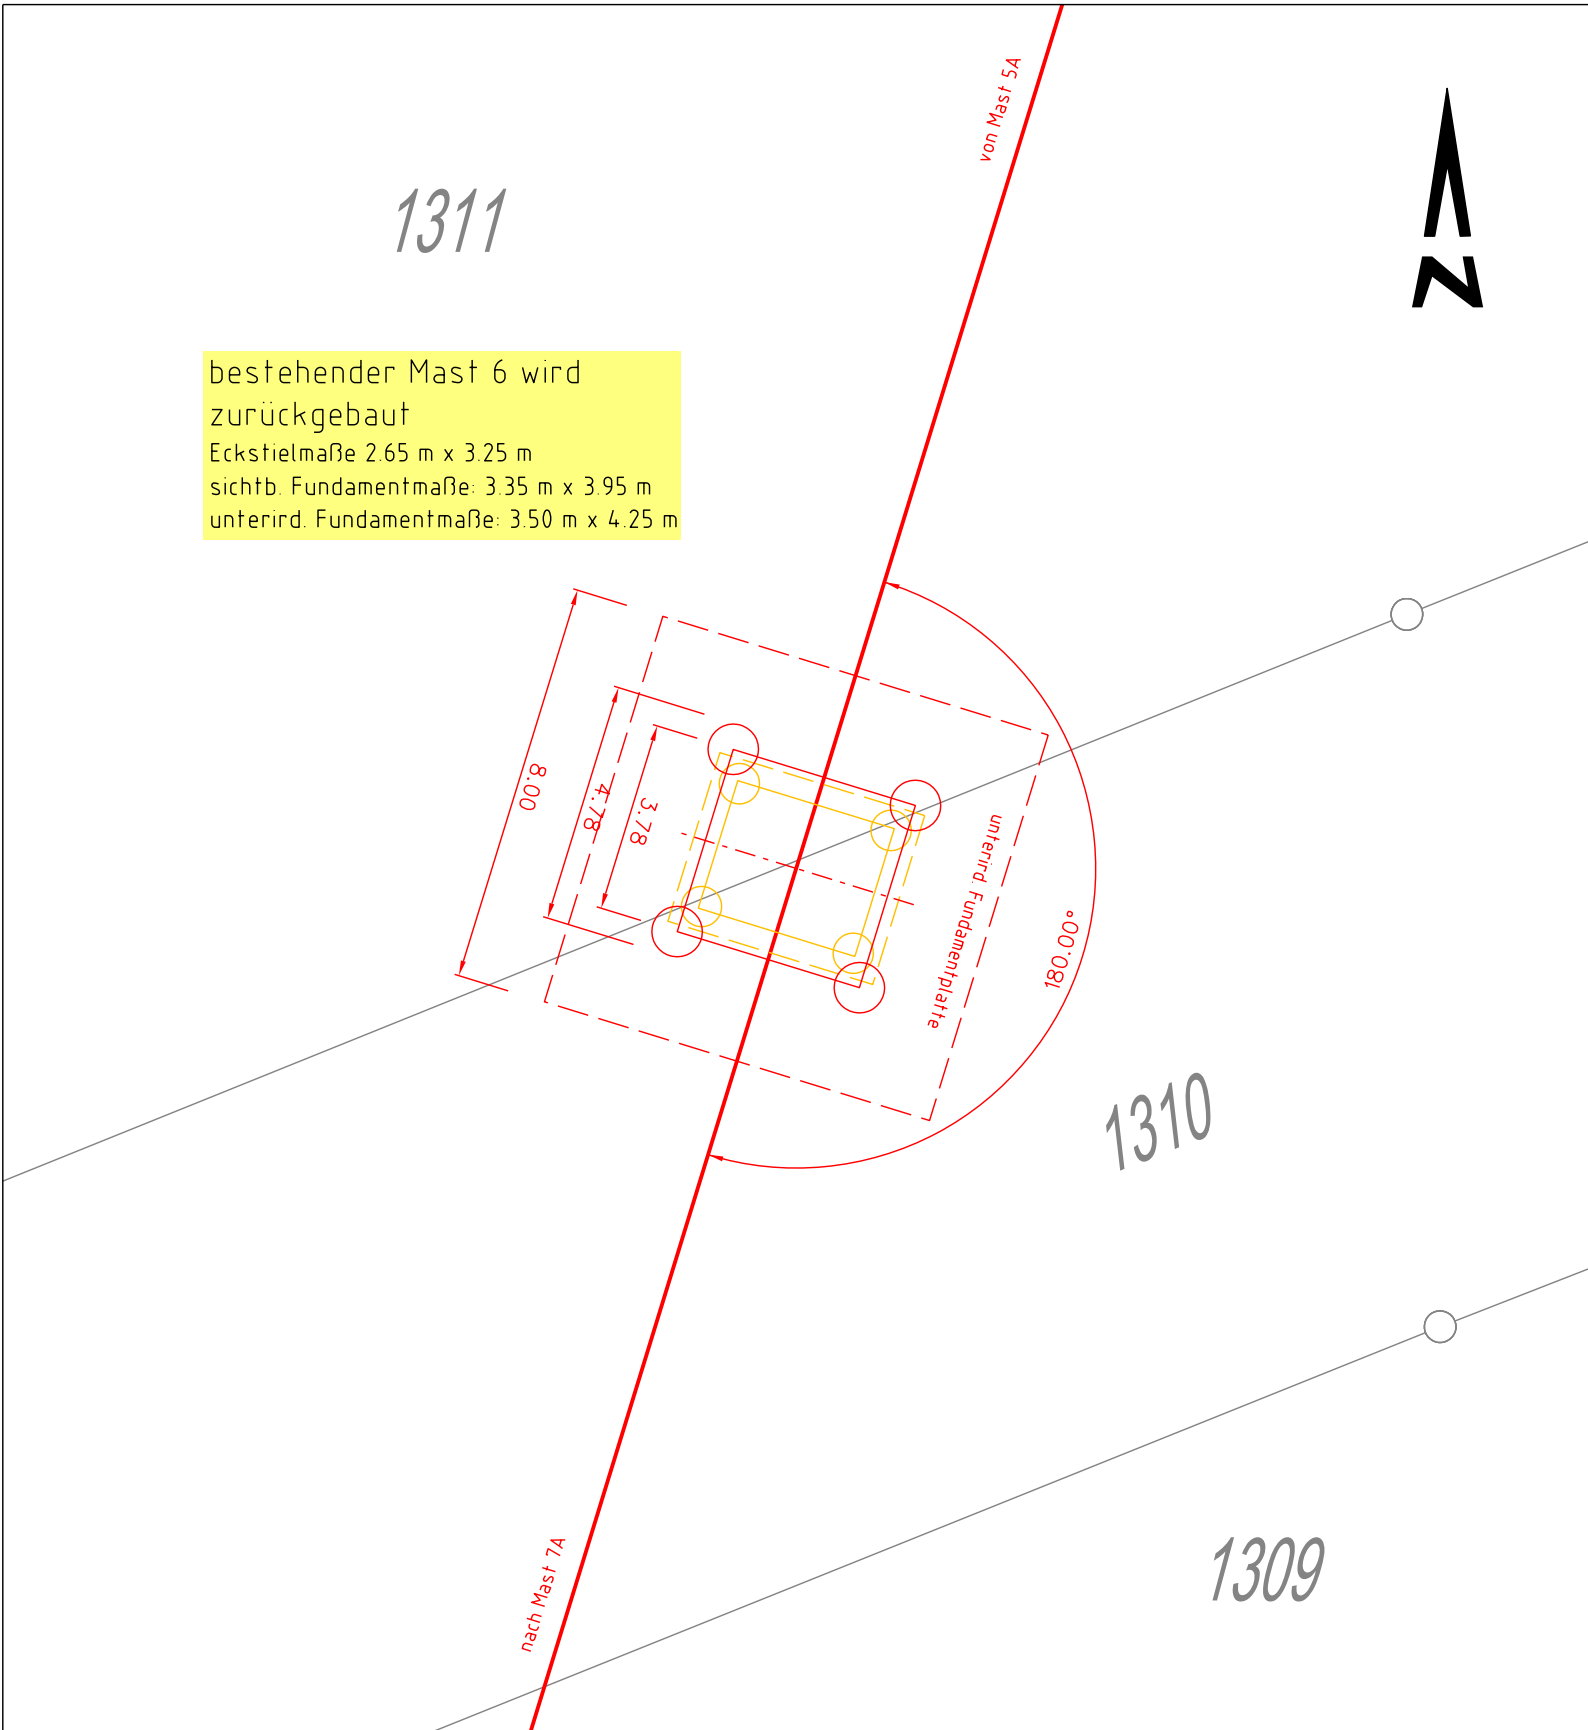 von Mast 5A
1311
N
bestehender Mast 6 wird
zurückgebaut
Eckstielmaße 2.65 m x 3.25 m
sichtb. Fundamentmaße: 3.35 m x 3.95 m
unterird. Fundamentmaße: 3.50 m x 4.25 m
8.00
4.78
3.78
unterird. Fundamentplatte
180.00°
1310
nach Mast 7A
1309